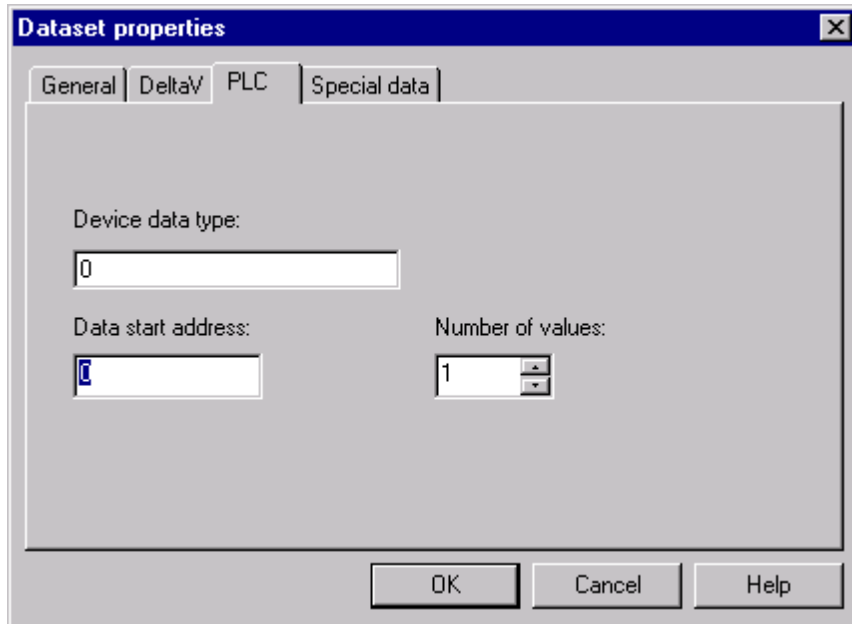 Dataset properties
General DeltaV PLC Special data
Device data type:
0
Data start address: Number of values:
0 1
OK Cancel Help